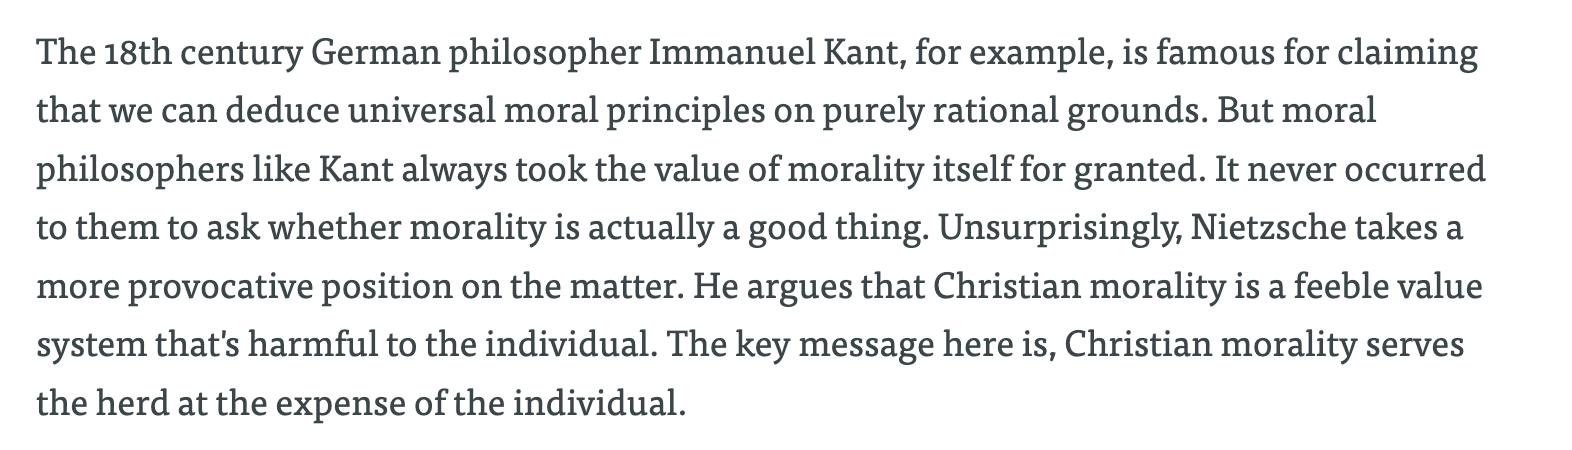 The 18th century German philosopher Immanuel Kant, for example, is famous for claiming
that we can deduce universal moral principles on purely rational grounds. But moral
philosophers like Kant always took the value of morality itself for granted. It never occurred
to them to ask whether morality is actually a good thing. Unsurprisingly, Nietzsche takes a
more provocative position on the matter. He argues that Christian morality is a feeble value
system that's harmful to the individual. The key message here is, Christian morality serves
the herd at the expense of the individual.